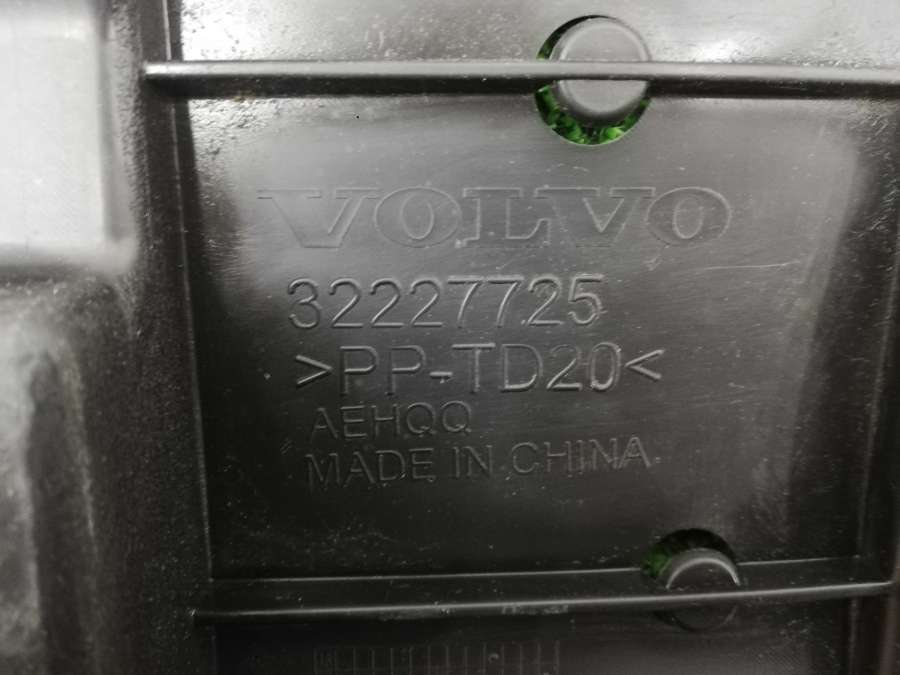 VOLVO
32227725
>PP-TD20<
AEHQQ
MADE IN CHINA